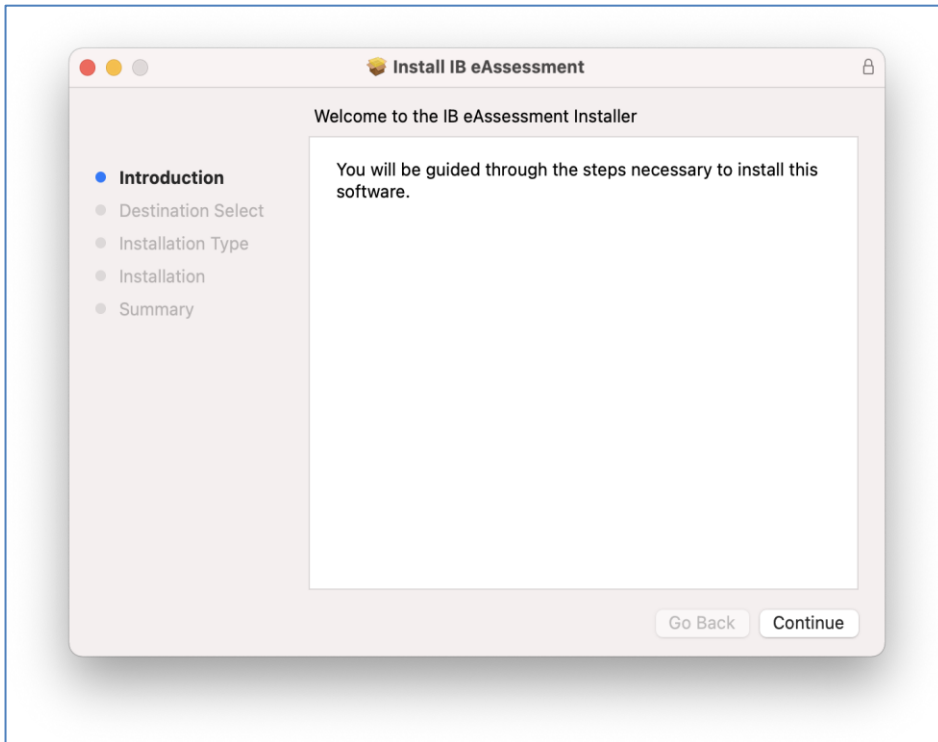 Install IB eAssessment
Welcome to the IB eAssessment Installer
Introduction
Destination Select
Installation Type
Installation
Summary
You will be guided through the steps necessary to install this
software.
Go Back
Continue